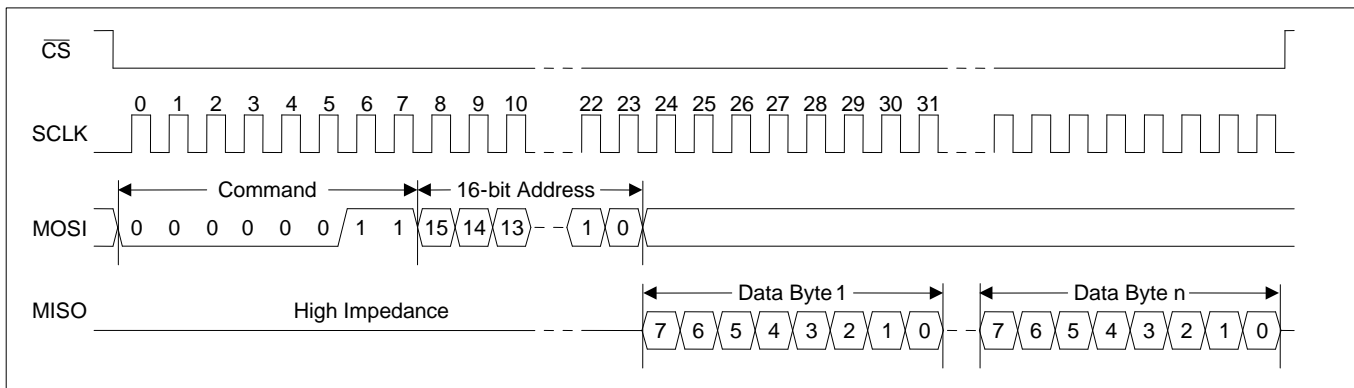 CS
0 1 2 3 4 5 6 7 8 9 10 22 23 24 25 26 27 28 29 30 31
SCLK
Command 16-bit Address
MOSI 0 0 0 0 0 0 1 1 15 14 13 1 0
Data Byte 1 Data Byte n
MISO High Impedance
7 6 5 4 3 2 1 0 7 6 5 4 3 2 1 0